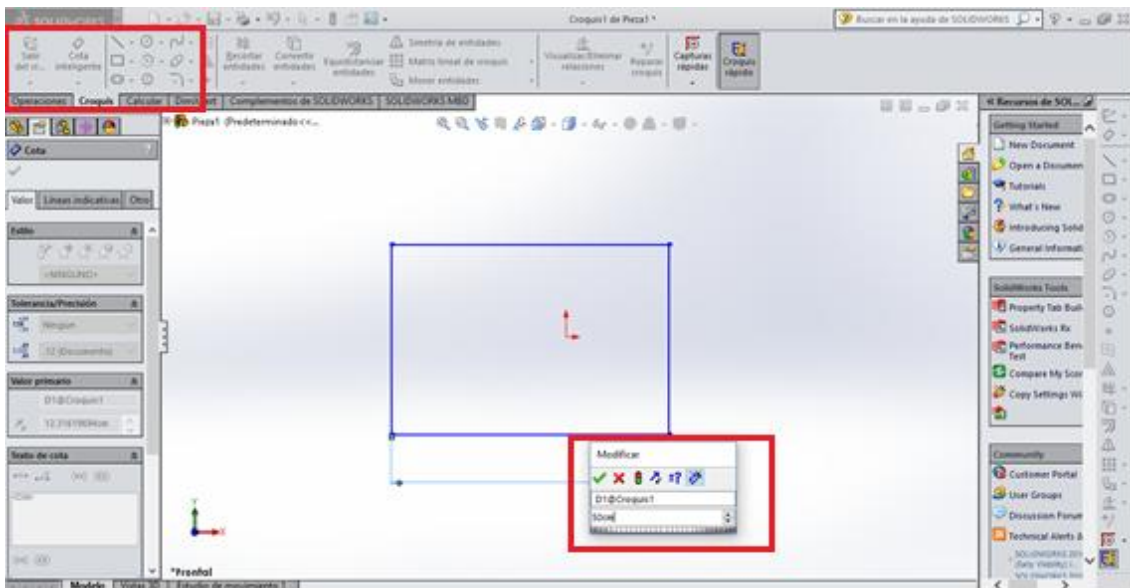 SOLIDWORKS
Croquis1 de Pieza1 *
Buscar en la ayuda de SOLIDWORKS
Salir del cr...
Cota inteligente
Recortar entidades
Convertir entidades
Equidistanciar entidades
Simetría de entidades
Matriz lineal de croquis
Mover entidades
Visualizar/Eliminar relaciones
Reparar croquis
Capturas rápidas
Croquis rápido
Operaciones Croquis Calcular DimXpert Complementos de SOLIDWORKS SOLIDWORKS MBD
Pieza1 (Predeterminado<<...
Cota
Valor Líneas indicativas Otro
Estilo
<NINGUNO>
Tolerancia/Precisión
Ninguno
.12 (Documento)
Valor primario
D1@Croquis1
Texto de cota
<DIM>
Modificar
D1@Croquis1
50cm
*Frontal
Modelo Vistas 3D Estudio de movimiento 1
Recursos de SOL...
Getting Started
New Document
Open a Documen
Tutorials
What's New
Introducing Solid
General Informati
SolidWorks Tools
Property Tab Buil
SolidWorks Rx
Performance Ben
Test
Compare My Scor
Copy Settings Wi
Community
Customer Portal
User Groups
Discussion Forum
Technical Alerts &